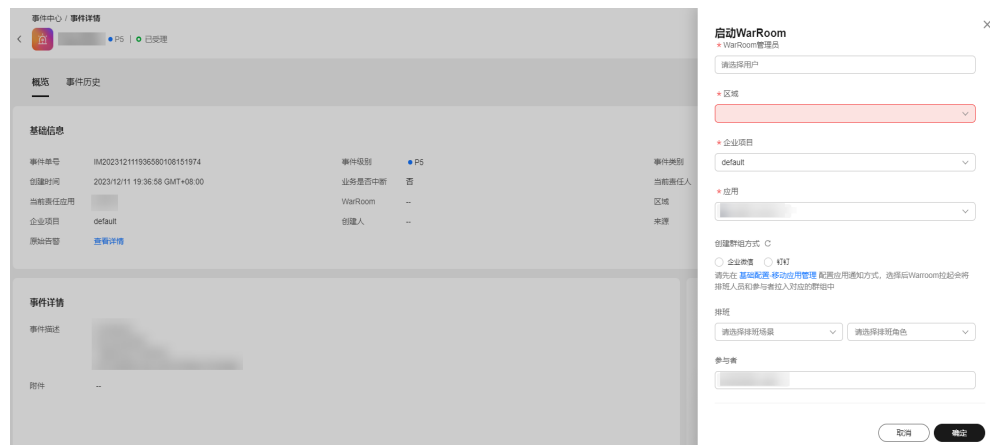 事件中心 / 事件详情
P5 | 已受理
概览 事件历史
基础信息
事件单号 IM202312111936580108151974 事件级别 P5 事件类别
创建时间 2023/12/11 19:36:58 GMT+08:00 业务是否中断 否 当前责任人
当前责任应用 WarRoom -- 区域
企业项目 default 创建人 -- 来源
原始告警 查看详情
事件详情
事件描述
附件 --
启动WarRoom
* WarRoom管理员
请选择用户
* 区域
* 企业项目
default
* 应用
创建群组方式
企业微信 钉钉
请先在 基础配置-移动应用管理 配置应用通知方式，选择后Warroom拉起会将
排班人员和参与者拉入对应的群组中
排班
请选择排班场景 请选择排班角色
参与者
取消 确定